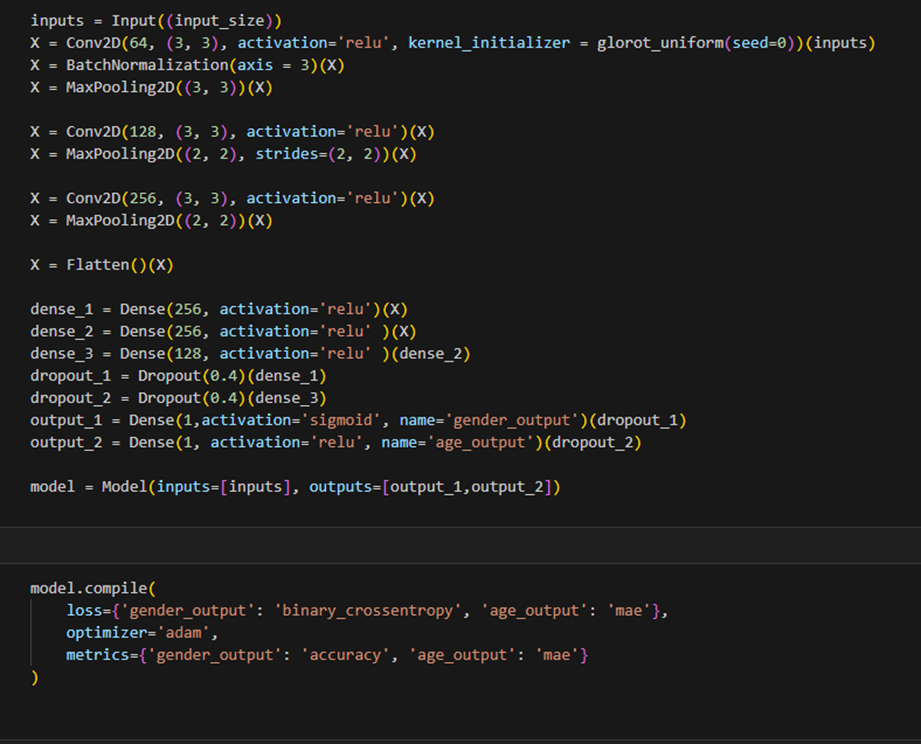 inputs = Input((input_size))
X = Conv2D(64, (3, 3), activation='relu', kernel_initializer = glorot_uniform(seed=0))(inputs)
X = BatchNormalization(axis = 3)(X)
X = MaxPooling2D((3, 3))(X)
X = Conv2D(128, (3, 3), activation='relu')(X)
X = MaxPooling2D((2, 2), strides=(2, 2))(X)
X = Conv2D(256, (3, 3), activation='relu')(X)
X = MaxPooling2D((2, 2))(X)
X = Flatten()(X)
dense_1 = Dense(256, activation='relu')(X)
dense_2 = Dense(256, activation='relu' )(X)
dense_3 = Dense(128, activation='relu' )(dense_2)
dropout_1 = Dropout(0.4)(dense_1)
dropout_2 = Dropout(0.4)(dense_3)
output_1 = Dense(1,activation='sigmoid', name='gender_output')(dropout_1)
output_2 = Dense(1, activation='relu', name='age_output')(dropout_2)
model = Model(inputs=[inputs], outputs=[output_1,output_2])
model.compile(
    loss={'gender_output': 'binary_crossentropy', 'age_output': 'mae'},
    optimizer='adam',
    metrics={'gender_output': 'accuracy', 'age_output': 'mae'}
)